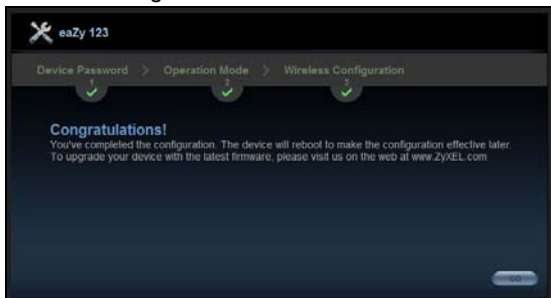 eaZy 123
Device Password > Operation Mode > Wireless Configuration
1 2 3
Congratulations!
You've completed the configuration. The device will reboot to make the configuration effective later.
To upgrade your device with the latest firmware, please visit us on the web at www.ZyXEL.com
GO